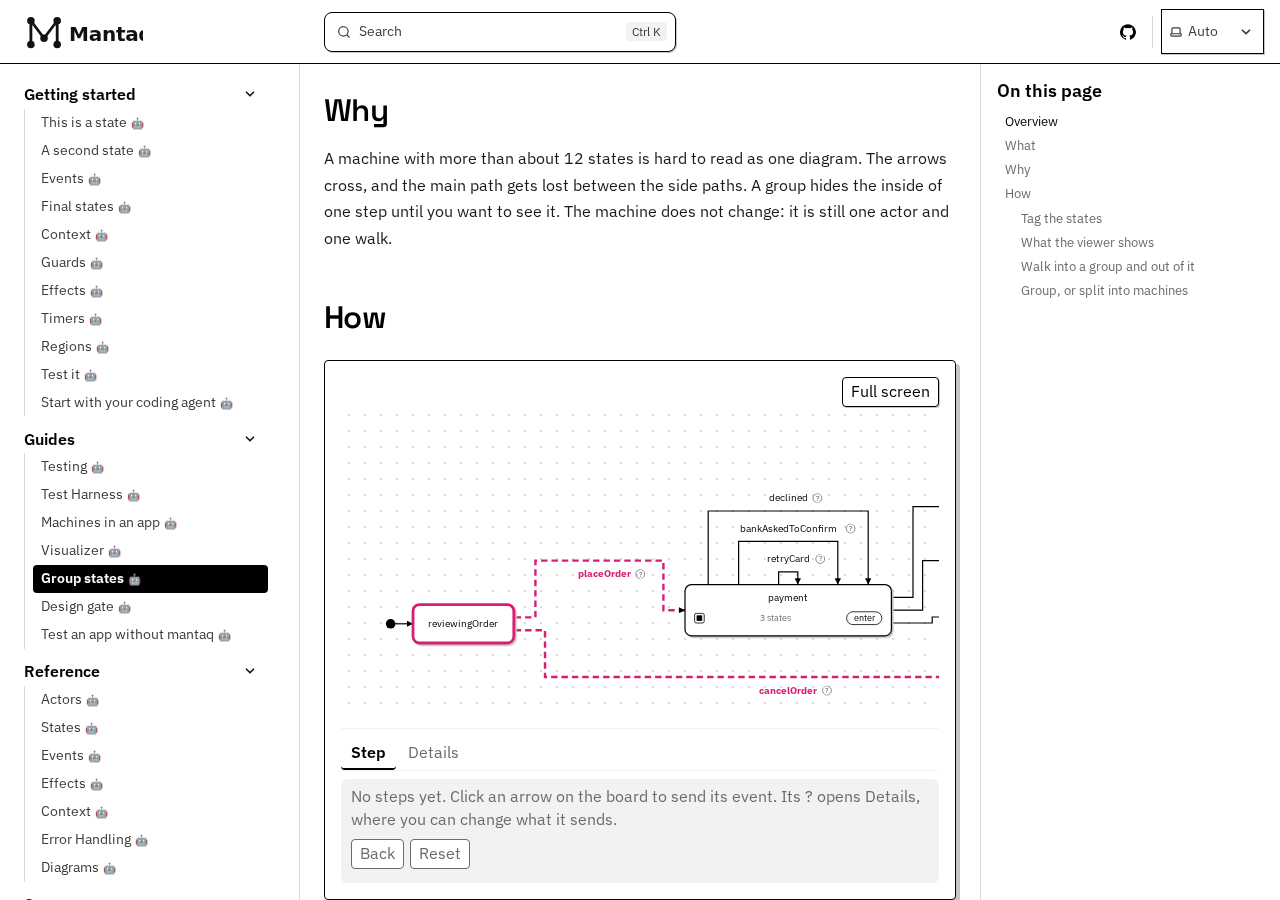 Mantaq
Search
Ctrl K
Auto
Getting started
This is a state 🤖
A second state 🤖
Events 🤖
Final states 🤖
Context 🤖
Guards 🤖
Effects 🤖
Timers 🤖
Regions 🤖
Test it 🤖
Start with your coding agent 🤖
Guides
Testing 🤖
Test Harness 🤖
Machines in an app 🤖
Visualizer 🤖
Group states 🤖
Design gate 🤖
Test an app without mantaq 🤖
Reference
Actors 🤖
States 🤖
Events 🤖
Effects 🤖
Context 🤖
Error Handling 🤖
Diagrams 🤖
Why
A machine with more than about 12 states is hard to read as one diagram. The arrows
cross, and the main path gets lost between the side paths. A group hides the inside of
one step until you want to see it. The machine does not change: it is still one actor and
one walk.
How
Full screen
declined ?
bankAskedToConfirm ?
retryCard ?
placeOrder ?
payment
reviewingOrder
3 states
enter
cancelOrder ?
Step
Details
No steps yet. Click an arrow on the board to send its event. Its ? opens Details,
where you can change what it sends.
Back
Reset
On this page
Overview
What
Why
How
Tag the states
What the viewer shows
Walk into a group and out of it
Group, or split into machines